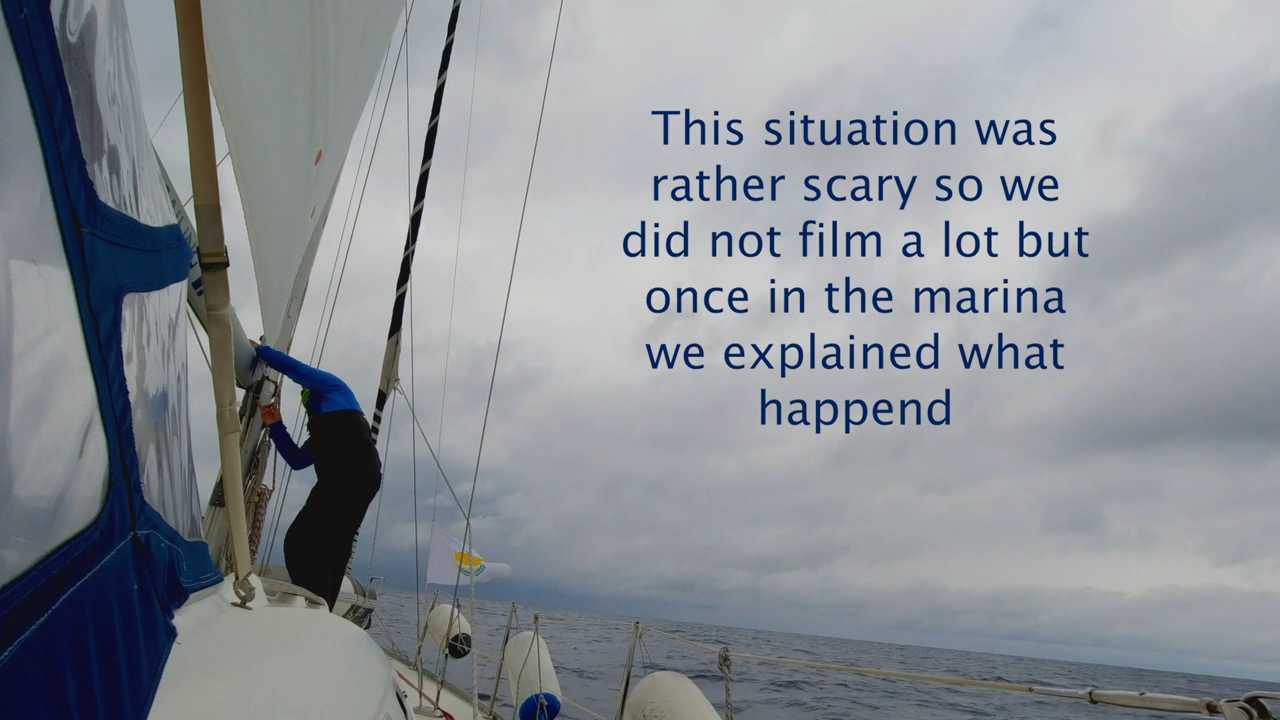 This situation was
rather scary so we
did not film a lot but
once in the marina
we explained what
happend